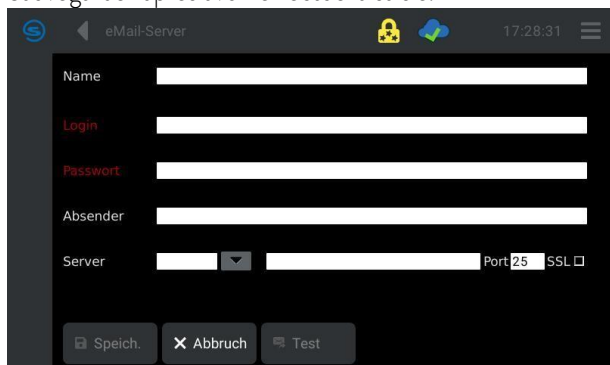 eMail-Server 17:28:31
Name
Login
Passwort
Absender
Server Port 25 SSL
Speich. Abbruch Test